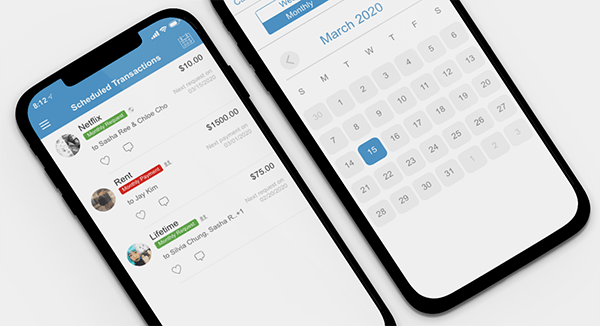 8:12
Scheduled Transactions
Netflix
$10.00
Monthly Request
Next request on
03/15/2020
to Sasha Ree & Chloe Cho
Rent
$1500.00
Monthly Payment
Next payment on
03/01/2020
to Jay Kim
Lifetime
$75.00
Monthly Request
Next request on
02/20/2020
to Silvia Chung, Sasha R..+1
Monthly
March 2020
S M T W T F S
30 1 2 3 4 5 6
7 8 9 10 11 12 13
14 15 16 17 18 19 20
21 22 23 24 25 26 27
28 29 30 31 1 2 3